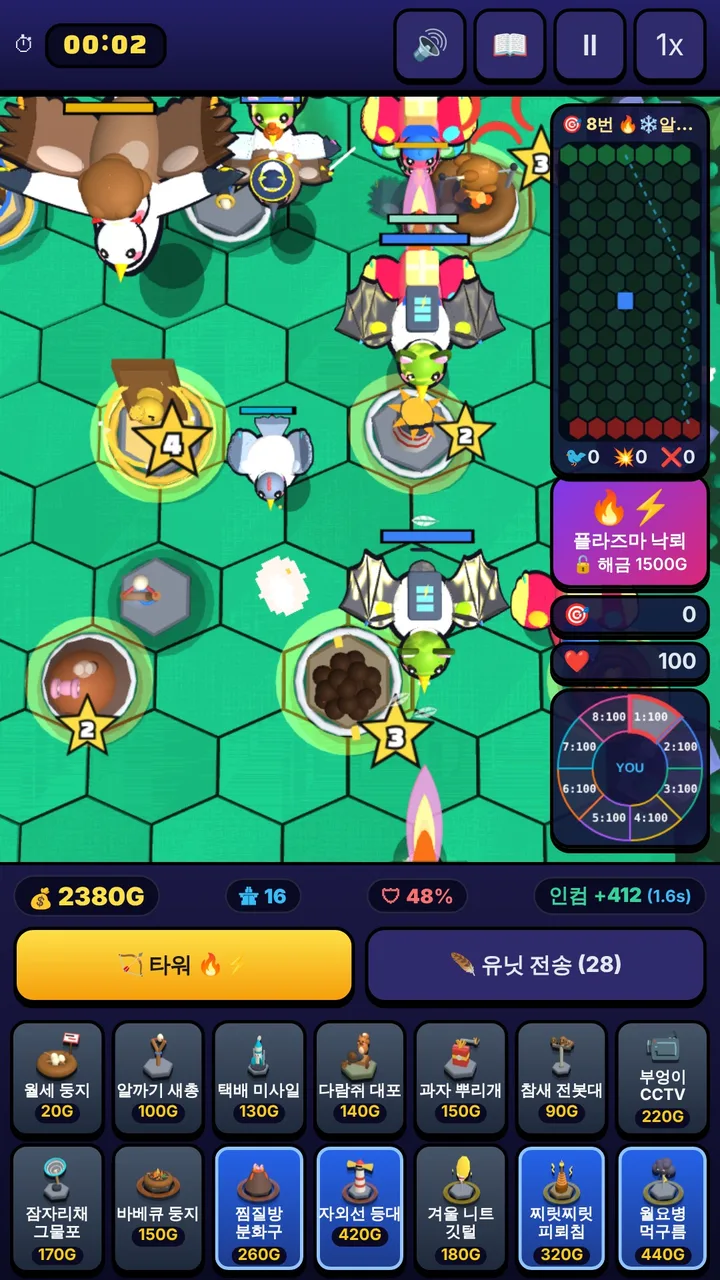 00:02
1x
8번 알...
3
4
2
0 0 0
플라즈마 낙뢰
해금 1500G
0
100
2
3
8:100 1:100
7:100 2:100
YOU
6:100 3:100
5:100 4:100
2380G
16
48%
인컴 +412 (1.6s)
타워
유닛 전송 (28)
월세 둥지
20G
알까기 새총
100G
택배 미사일
130G
다람쥐 대포
140G
과자 뿌리개
150G
참새 전봇대
90G
부엉이
CCTV
220G
잠자리채
그물포
170G
바베큐 둥지
150G
찜질방
분화구
260G
자외선 등대
420G
겨울 니트
깃털
180G
찌릿찌릿
피뢰침
320G
월요병
먹구름
440G